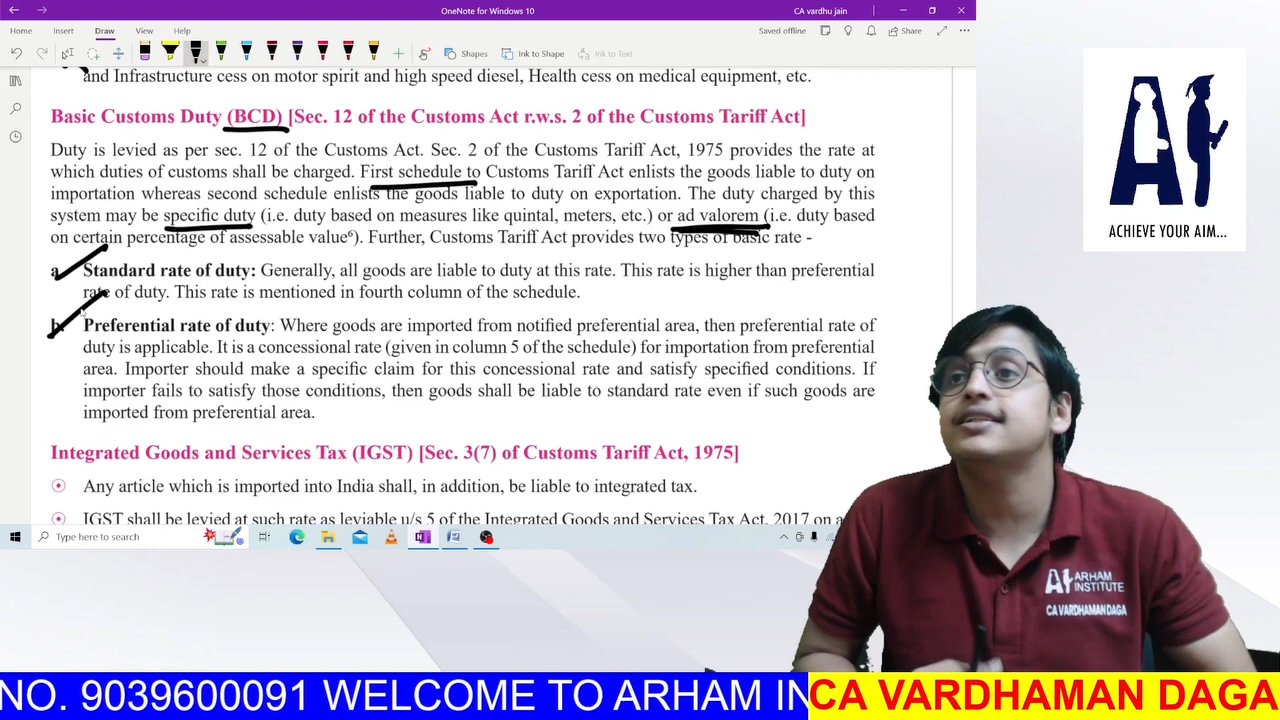 OneNote for Windows 10
CA vardhu jain
Home Insert Draw View Help
Saved offline
Share
Shapes
Ink to Shape
Ink to Text
and Infrastructure cess on motor spirit and high speed diesel, Health cess on medical equipment, etc.
Basic Customs Duty (BCD) [Sec. 12 of the Customs Act r.w.s. 2 of the Customs Tariff Act]
Duty is levied as per sec. 12 of the Customs Act. Sec. 2 of the Customs Tariff Act, 1975 provides the rate at
which duties of customs shall be charged. First schedule to Customs Tariff Act enlists the goods liable to duty on
importation whereas second schedule enlists the goods liable to duty on exportation. The duty charged by this
system may be specific duty (i.e. duty based on measures like quintal, meters, etc.) or ad valorem (i.e. duty based
on certain percentage of assessable value⁶). Further, Customs Tariff Act provides two types of basic rate -
a. Standard rate of duty: Generally, all goods are liable to duty at this rate. This rate is higher than preferential
rate of duty. This rate is mentioned in fourth column of the schedule.
b. Preferential rate of duty: Where goods are imported from notified preferential area, then preferential rate of
duty is applicable. It is a concessional rate (given in column 5 of the schedule) for importation from preferential
area. Importer should make a specific claim for this concessional rate and satisfy specified conditions. If
importer fails to satisfy those conditions, then goods shall be liable to standard rate even if such goods are
imported from preferential area.
Integrated Goods and Services Tax (IGST) [Sec. 3(7) of Customs Tariff Act, 1975]
Any article which is imported into India shall, in addition, be liable to integrated tax.
IGST shall be levied at such rate as leviable u/s 5 of the Integrated Goods and Services Tax Act, 2017 on a
Type here to search
ACHIEVE YOUR AIM...
ARHAM
INSTITUTE
CA VARDHAMAN DAGA
NO. 9039600091 WELCOME TO ARHAM IN
CA VARDHAMAN DAGA